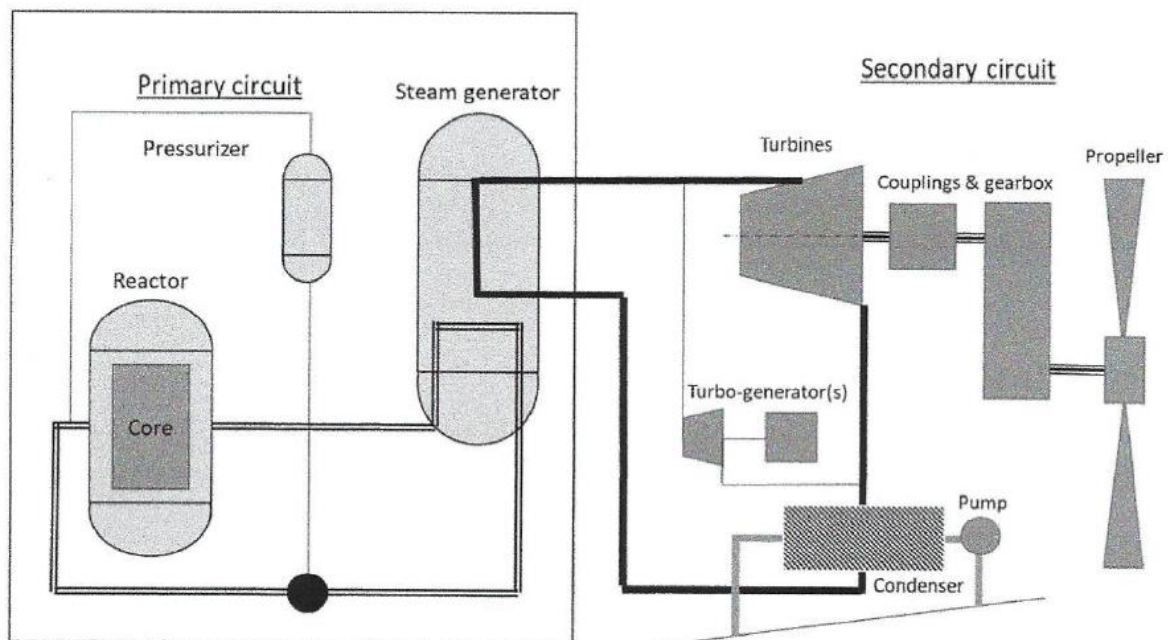 Primary circuit
Steam generator
Secondary circuit
Pressurizer
Turbines
Propeller
Couplings & gearbox
Reactor
Core
Turbo-generator(s)
Pump
Condenser